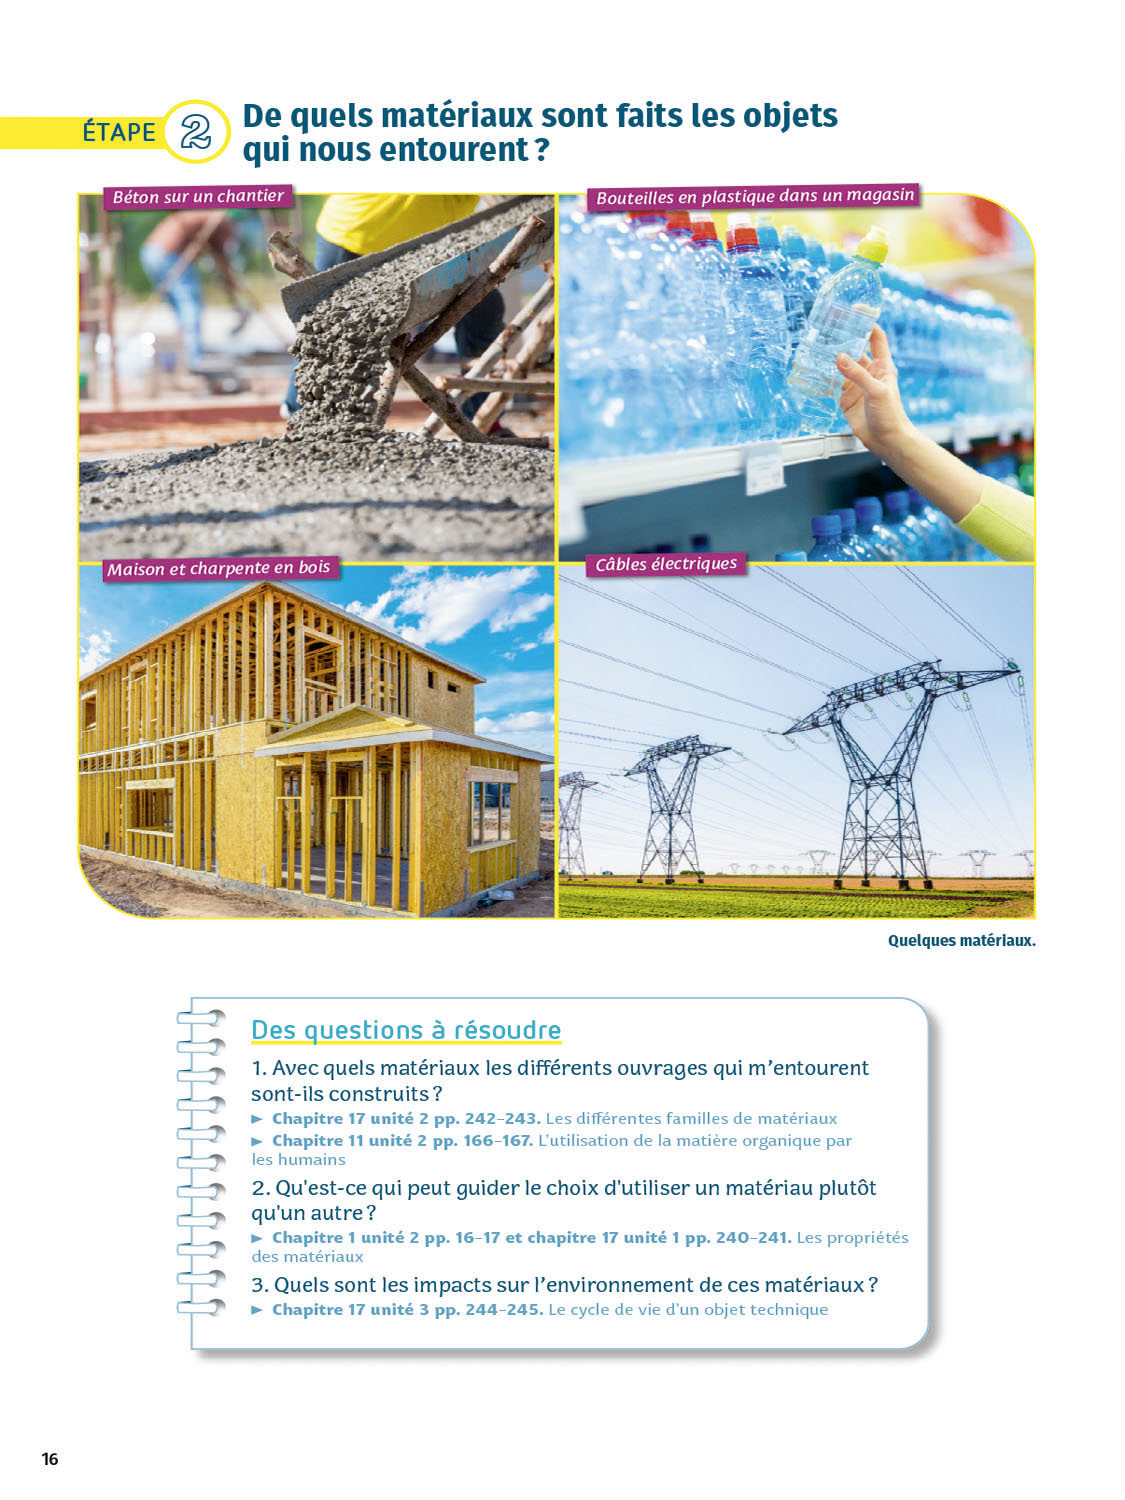 ÉTAPE 2
De quels matériaux sont faits les objets
qui nous entourent ?
Béton sur un chantier
Bouteilles en plastique dans un magasin
Maison et charpente en bois
Câbles électriques
Quelques matériaux.
Des questions à résoudre
1. Avec quels matériaux les différents ouvrages qui m’entourent
sont-ils construits ?
► Chapitre 17 unité 2 pp. 242-243. Les différentes familles de matériaux
► Chapitre 11 unité 2 pp. 166-167. L’utilisation de la matière organique par
les humains
2. Qu'est-ce qui peut guider le choix d'utiliser un matériau plutôt
qu'un autre ?
► Chapitre 1 unité 2 pp. 16-17 et chapitre 17 unité 1 pp. 240-241. Les propriétés
des matériaux
3. Quels sont les impacts sur l’environnement de ces matériaux ?
► Chapitre 17 unité 3 pp. 244-245. Le cycle de vie d’un objet technique
16